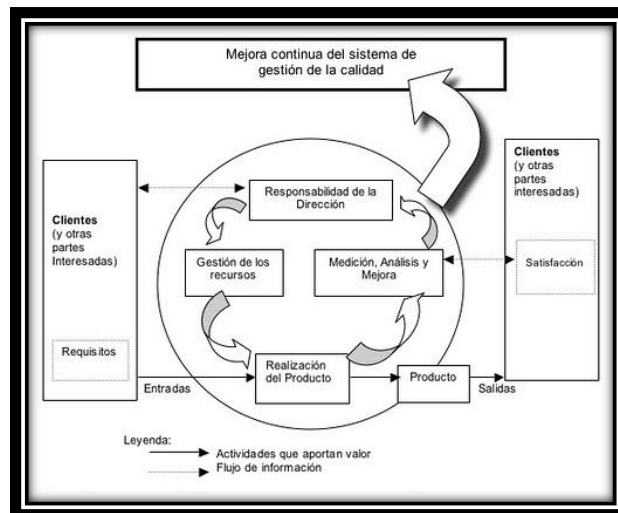 Mejora continua del sistema de
gestión de la calidad
Clientes
(y otras
partes
interesadas)
Responsabilidad de la
Dirección
Clientes
(y otras
partes
Interesadas)
Gestión de los
recursos
Medición, Análisis y
Mejora
Satisfacción
Requisitos
Realización
del Producto
Producto
Entradas
Salidas
Leyenda:
Actividades que aportan valor
Flujo de información